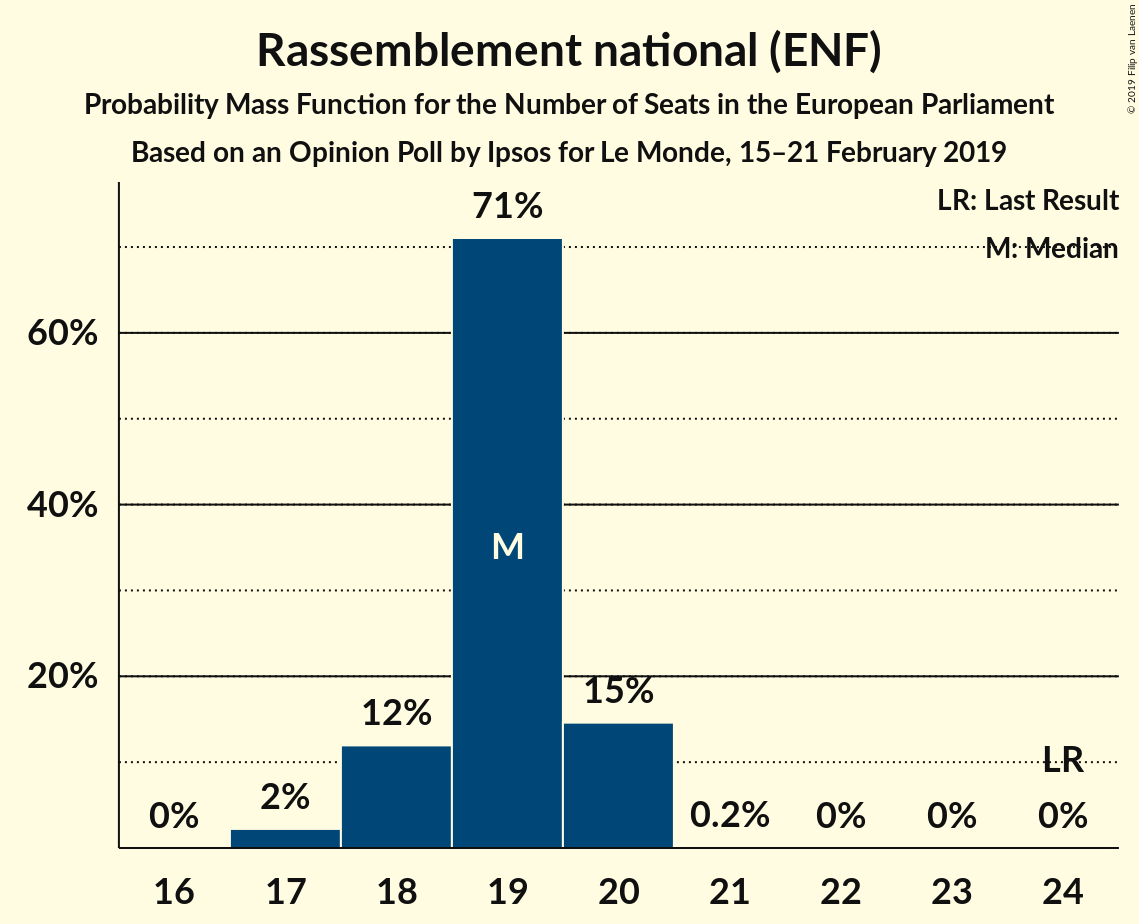 Rassemblement national (ENF)
Probability Mass Function for the Number of Seats in the European Parliament
Based on an Opinion Poll by Ipsos for Le Monde, 15–21 February 2019
© 2019 Filip van Laenen
LR: Last Result
M: Median
71%
60%
40%
M
20%
15%
12%
LR
2%
0%
0.2%
0%
0%
0%
16
17
18
19
20
21
22
23
24